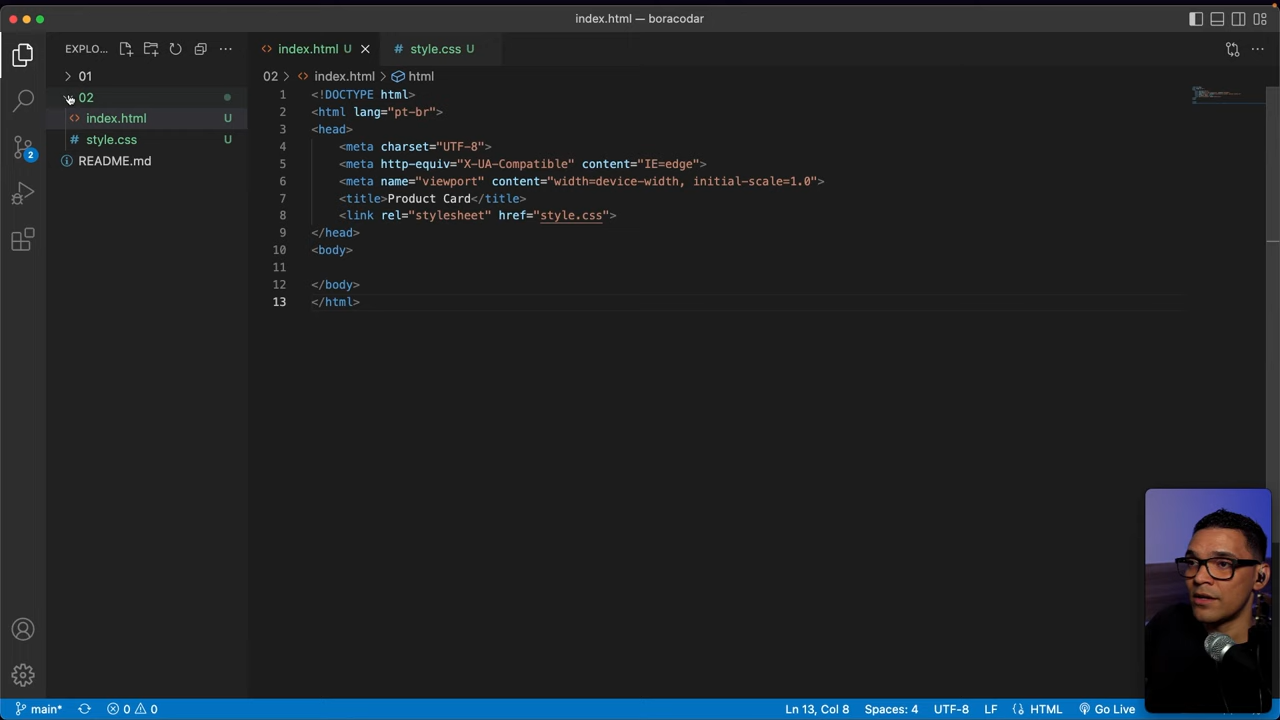 index.html — boracodar
EXPLO...
index.html U
style.css U
01
02 > index.html > html
02
index.html U
style.css U
README.md
2
1 <!DOCTYPE html>
2 <html lang="pt-br">
3 <head>
4 <meta charset="UTF-8">
5 <meta http-equiv="X-UA-Compatible" content="IE=edge">
6 <meta name="viewport" content="width=device-width, initial-scale=1.0">
7 <title>Product Card</title>
8 <link rel="stylesheet" href="style.css">
9 </head>
10 <body>
11
12 </body>
13 </html>
main* 0 0 Ln 13, Col 8 Spaces: 4 UTF-8 LF HTML Go Live